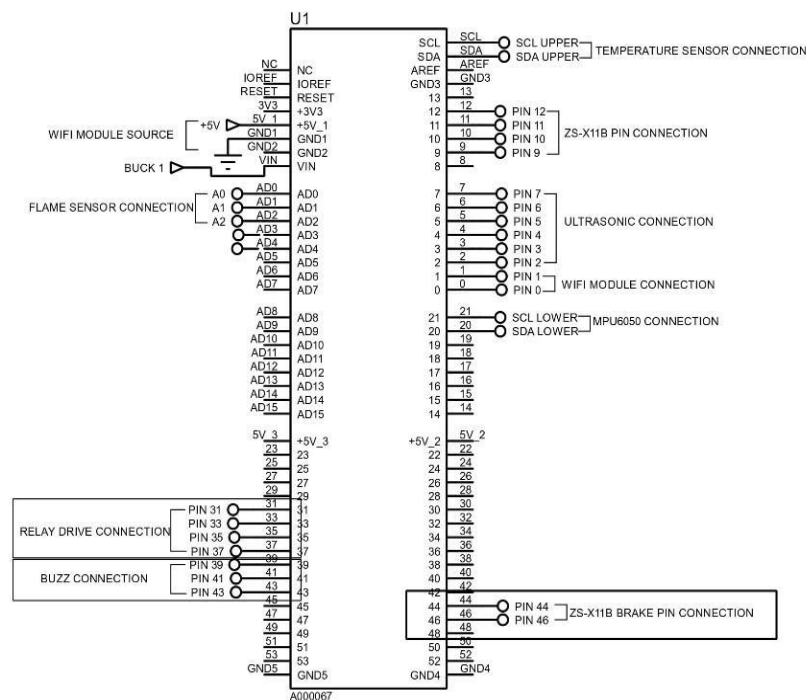 U1
SCL SCL SCL UPPER
SDA SDA SDA UPPER
TEMPERATURE SENSOR CONNECTION
NC NC AREF AREF
IOREF IOREF GND3 GND3
RESET RESET 13 13
3V3 +3V3 12 12 PIN 12
WIFI MODULE SOURCE +5V 5V_1 +5V_1 11 11 PIN 11
GND1 GND1 10 10 PIN 10
ZS-X11B PIN CONNECTION
GND2 GND2 9 9 PIN 9
BUCK 1 VIN VIN 8 8
A0 AD0 AD0 7 7 PIN 7
FLAME SENSOR CONNECTION A1 AD1 AD1 6 6 PIN 6
A2 AD2 AD2 5 5 PIN 5
ULTRASONIC CONNECTION
AD3 AD3 4 4 PIN 4
AD4 AD4 3 3 PIN 3
AD5 AD5 2 2 PIN 2
AD6 AD6 1 1 PIN 1
WIFI MODULE CONNECTION
AD7 AD7 0 0 PIN 0
AD8 AD8 21 21 SCL LOWER
MPU6050 CONNECTION
AD9 AD9 20 20 SDA LOWER
AD10 AD10 19 19
AD11 AD11 18 18
AD12 AD12 17 17
AD13 AD13 16 16
AD14 AD14 15 15
AD15 AD15 14 14
5V_3 +5V_3 +5V_2 5V_2
23 23 22 22
25 25 24 24
27 27 26 26
29 29 28 28
PIN 31 31 31 30 30
PIN 33 33 33 32 32
RELAY DRIVE CONNECTION
PIN 35 35 35 34 34
PIN 37 37 37 36 36
PIN 39 39 39 38 38
BUZZ CONNECTION PIN 41 41 41 40 40
PIN 43 43 43 42 42
45 45 44 44 PIN 44
ZS-X11B BRAKE PIN CONNECTION
47 47 46 46 PIN 46
49 49 48 48
51 51 50 50
53 53 52 52
GND5 GND5 GND4 GND4
A000067